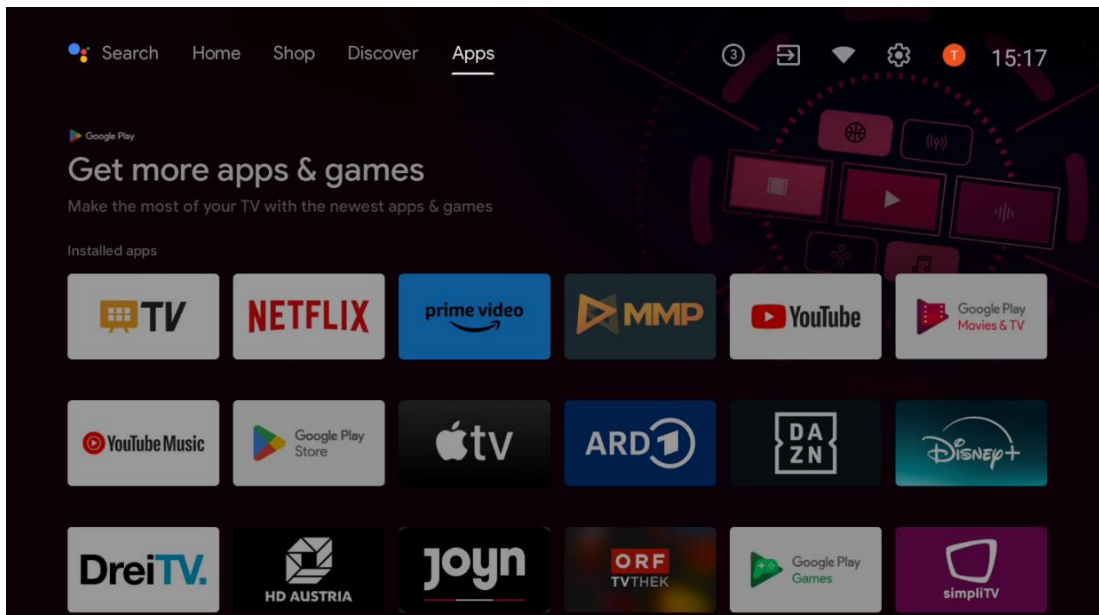 Search Home Shop Discover Apps 3 T 15:17
Google Play
Get more apps & games
Make the most of your TV with the newest apps & games
Installed apps
TV NETFLIX prime video MMP YouTube Google Play
Movies & TV
YouTube Music Google Play
Store tv ARD 1 DA
ZN Disney+
DreiTV. HD AUSTRIA joyn ORF
TVTHEK Google Play
Games simpliTV